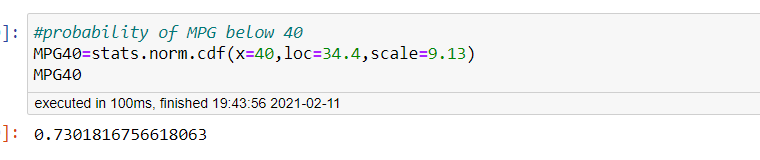 ]: #probability of MPG below 40
MPG40=stats.norm.cdf(x=40,loc=34.4,scale=9.13)
MPG40
executed in 100ms, finished 19:43:56 2021-02-11
]: 0.7301816756618063